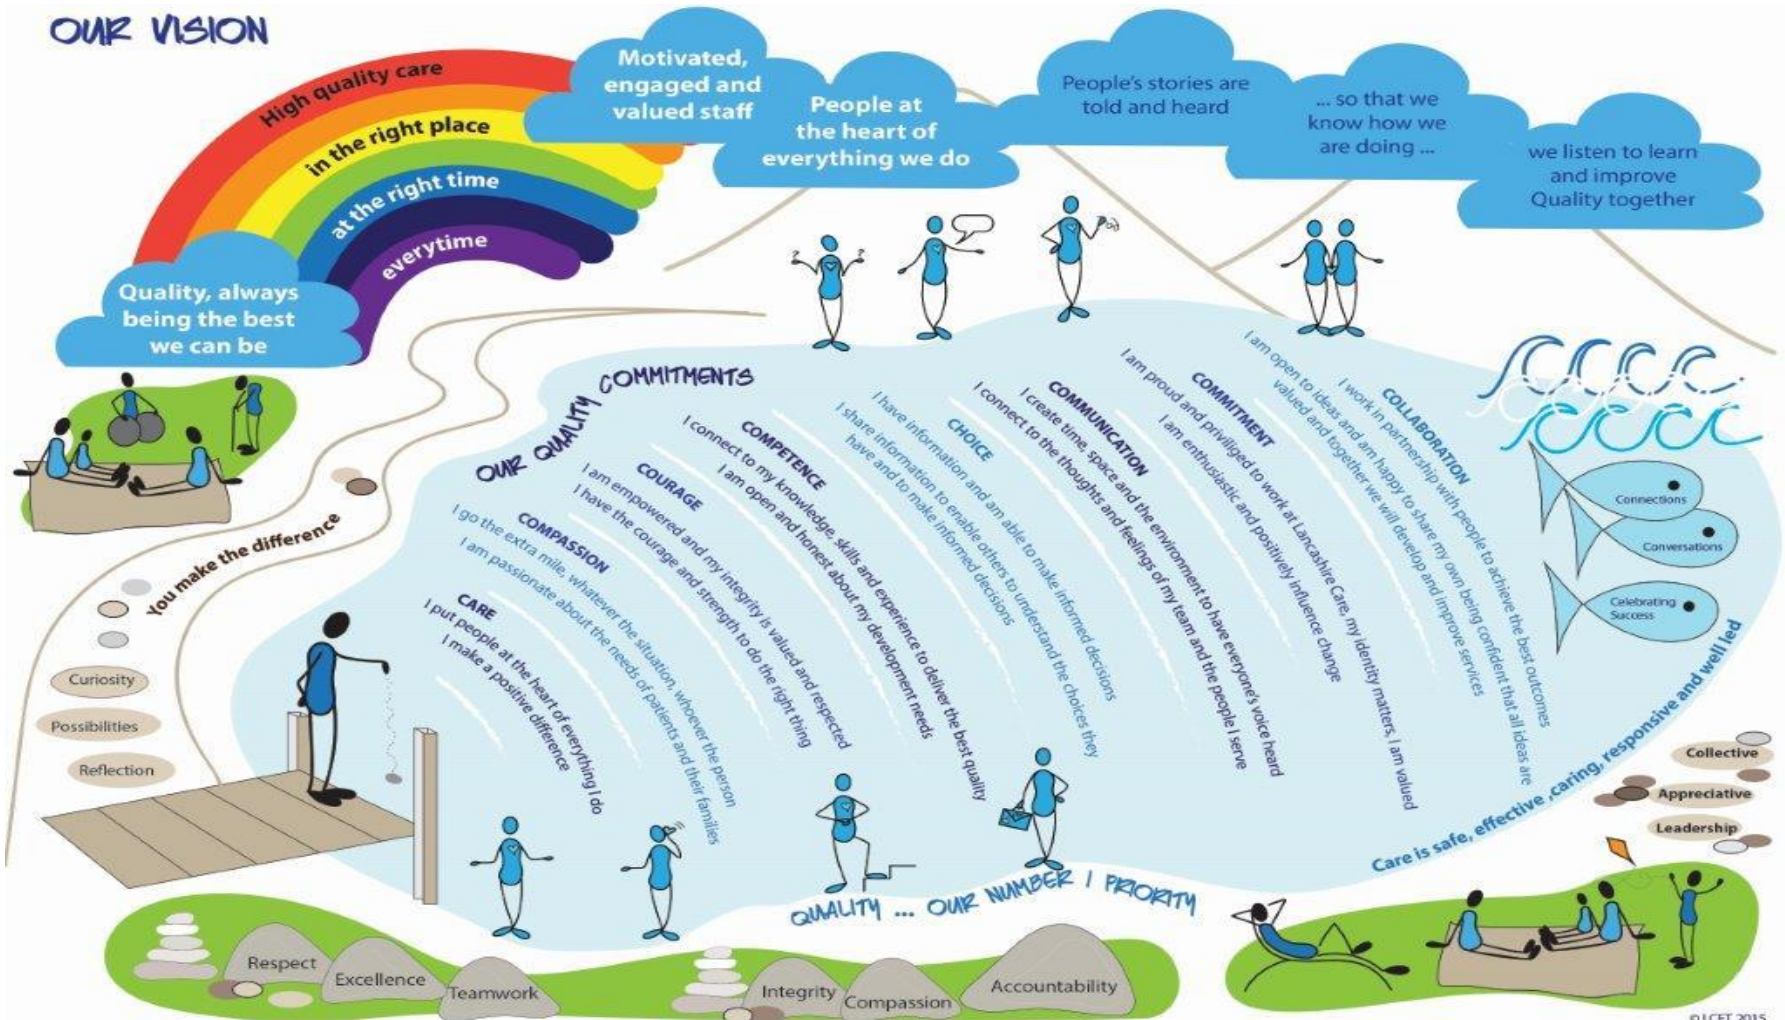 OUR VISION
High quality care
in the right place
at the right time
everytime
Quality, always
being the best
we can be
Motivated,
engaged and
valued staff
People at
the heart of
everything we do
People's stories are
told and heard
... so that we
know how we
are doing ...
we listen to learn
and improve
Quality together
OUR QUALITY COMMITMENTS
CARE
I put people at the heart of everything I do
I make a positive difference
COMPASSION
I go the extra mile, whatever the situation, whoever the person
I am passionate about the needs of patients and their families
COURAGE
I am empowered and my integrity is valued and respected
I have the courage and strength to do the right thing
COMPETENCE
I connect to my knowledge, skills and experience to deliver the best quality
I am open and honest about my development needs
CHOICE
I have information and am able to make informed decisions
I share information to enable others to understand the choices they
have and to make informed decisions
COMMUNICATION
I create time, space and the environment to have everyone's voice heard
I connect to the thoughts and feelings of my team and the people I serve
COMMITMENT
I am proud and priviliged to work at Lancashire Care, my identity matters, I am valued
I am enthusiastic and positively influence change
COLLABORATION
I work in partnership with people to achieve the best outcomes
I am open to ideas and am happy to share my own being confident that all ideas are
valued and together we will develop and improve services
Connections
Conversations
Celebrating
Success
You make the difference
Curiosity
Possibilities
Reflection
Care is safe, effective ,caring, responsive and well led
Collective
Appreciative
Leadership
QUALITY ... OUR NUMBER 1 PRIORITY
Respect
Excellence
Teamwork
Integrity
Compassion
Accountability
© LCFT 2015